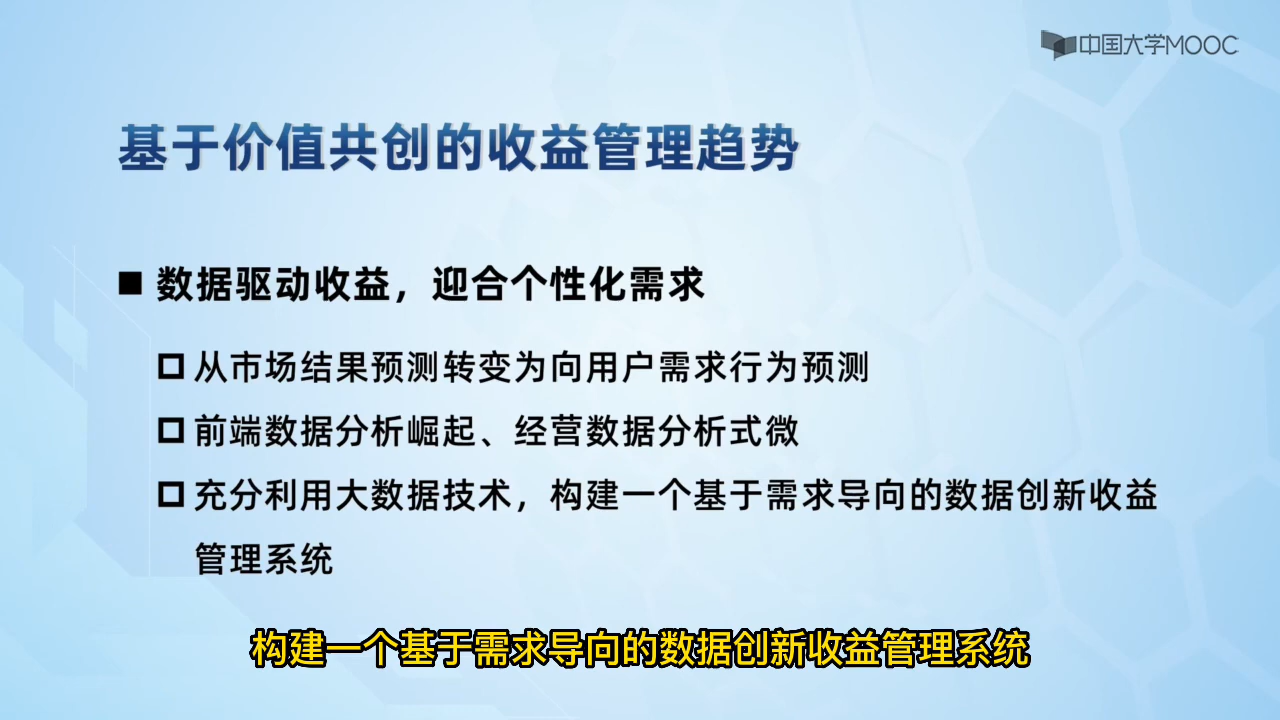 中国大学MOOC
基于价值共创的收益管理趋势
数据驱动收益，迎合个性化需求
从市场结果预测转变为向用户需求行为预测
前端数据分析崛起、经营数据分析式微
充分利用大数据技术，构建一个基于需求导向的数据创新收益
管理系统
构建一个基于需求导向的数据创新收益管理系统